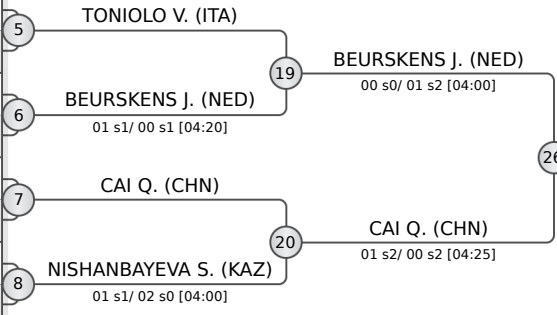 5
TONIOLO V. (ITA)
19
BEURSKENS J. (NED)
00 s0/ 01 s2 [04:00]
6
BEURSKENS J. (NED)
01 s1/ 00 s1 [04:20]
26
7
CAI Q. (CHN)
20
CAI Q. (CHN)
01 s2/ 00 s2 [04:25]
8
NISHANBAYEVA S. (KAZ)
01 s1/ 02 s0 [04:00]